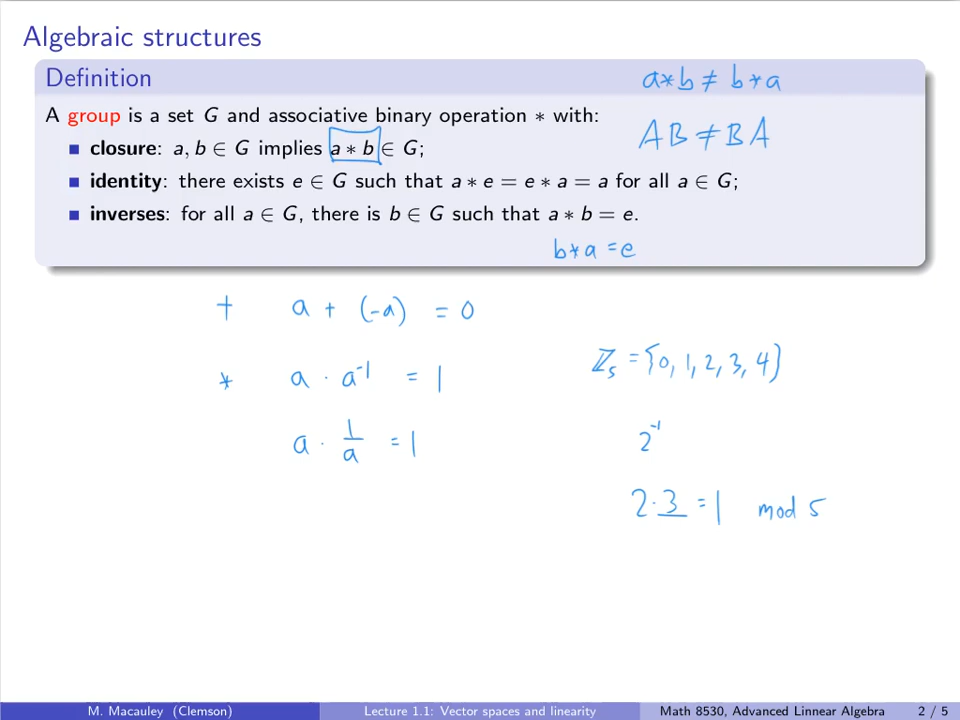 Algebraic structures
Definition
a*b ≠ b*a
A group is a set G and associative binary operation * with:
AB ≠ BA
■ closure: a, b ∈ G implies a * b ∈ G;
■ identity: there exists e ∈ G such that a * e = e * a = a for all a ∈ G;
■ inverses: for all a ∈ G, there is b ∈ G such that a * b = e.
b*a = e
+ a + (-a) = 0
ℤ₅ = {0, 1, 2, 3, 4}
* a · a⁻¹ = 1
a · 1/a = 1
2⁻¹
2 · 3 = 1 mod 5
M. Macauley (Clemson) Lecture 1.1: Vector spaces and linearity Math 8530, Advanced Linnear Algebra 2 / 5